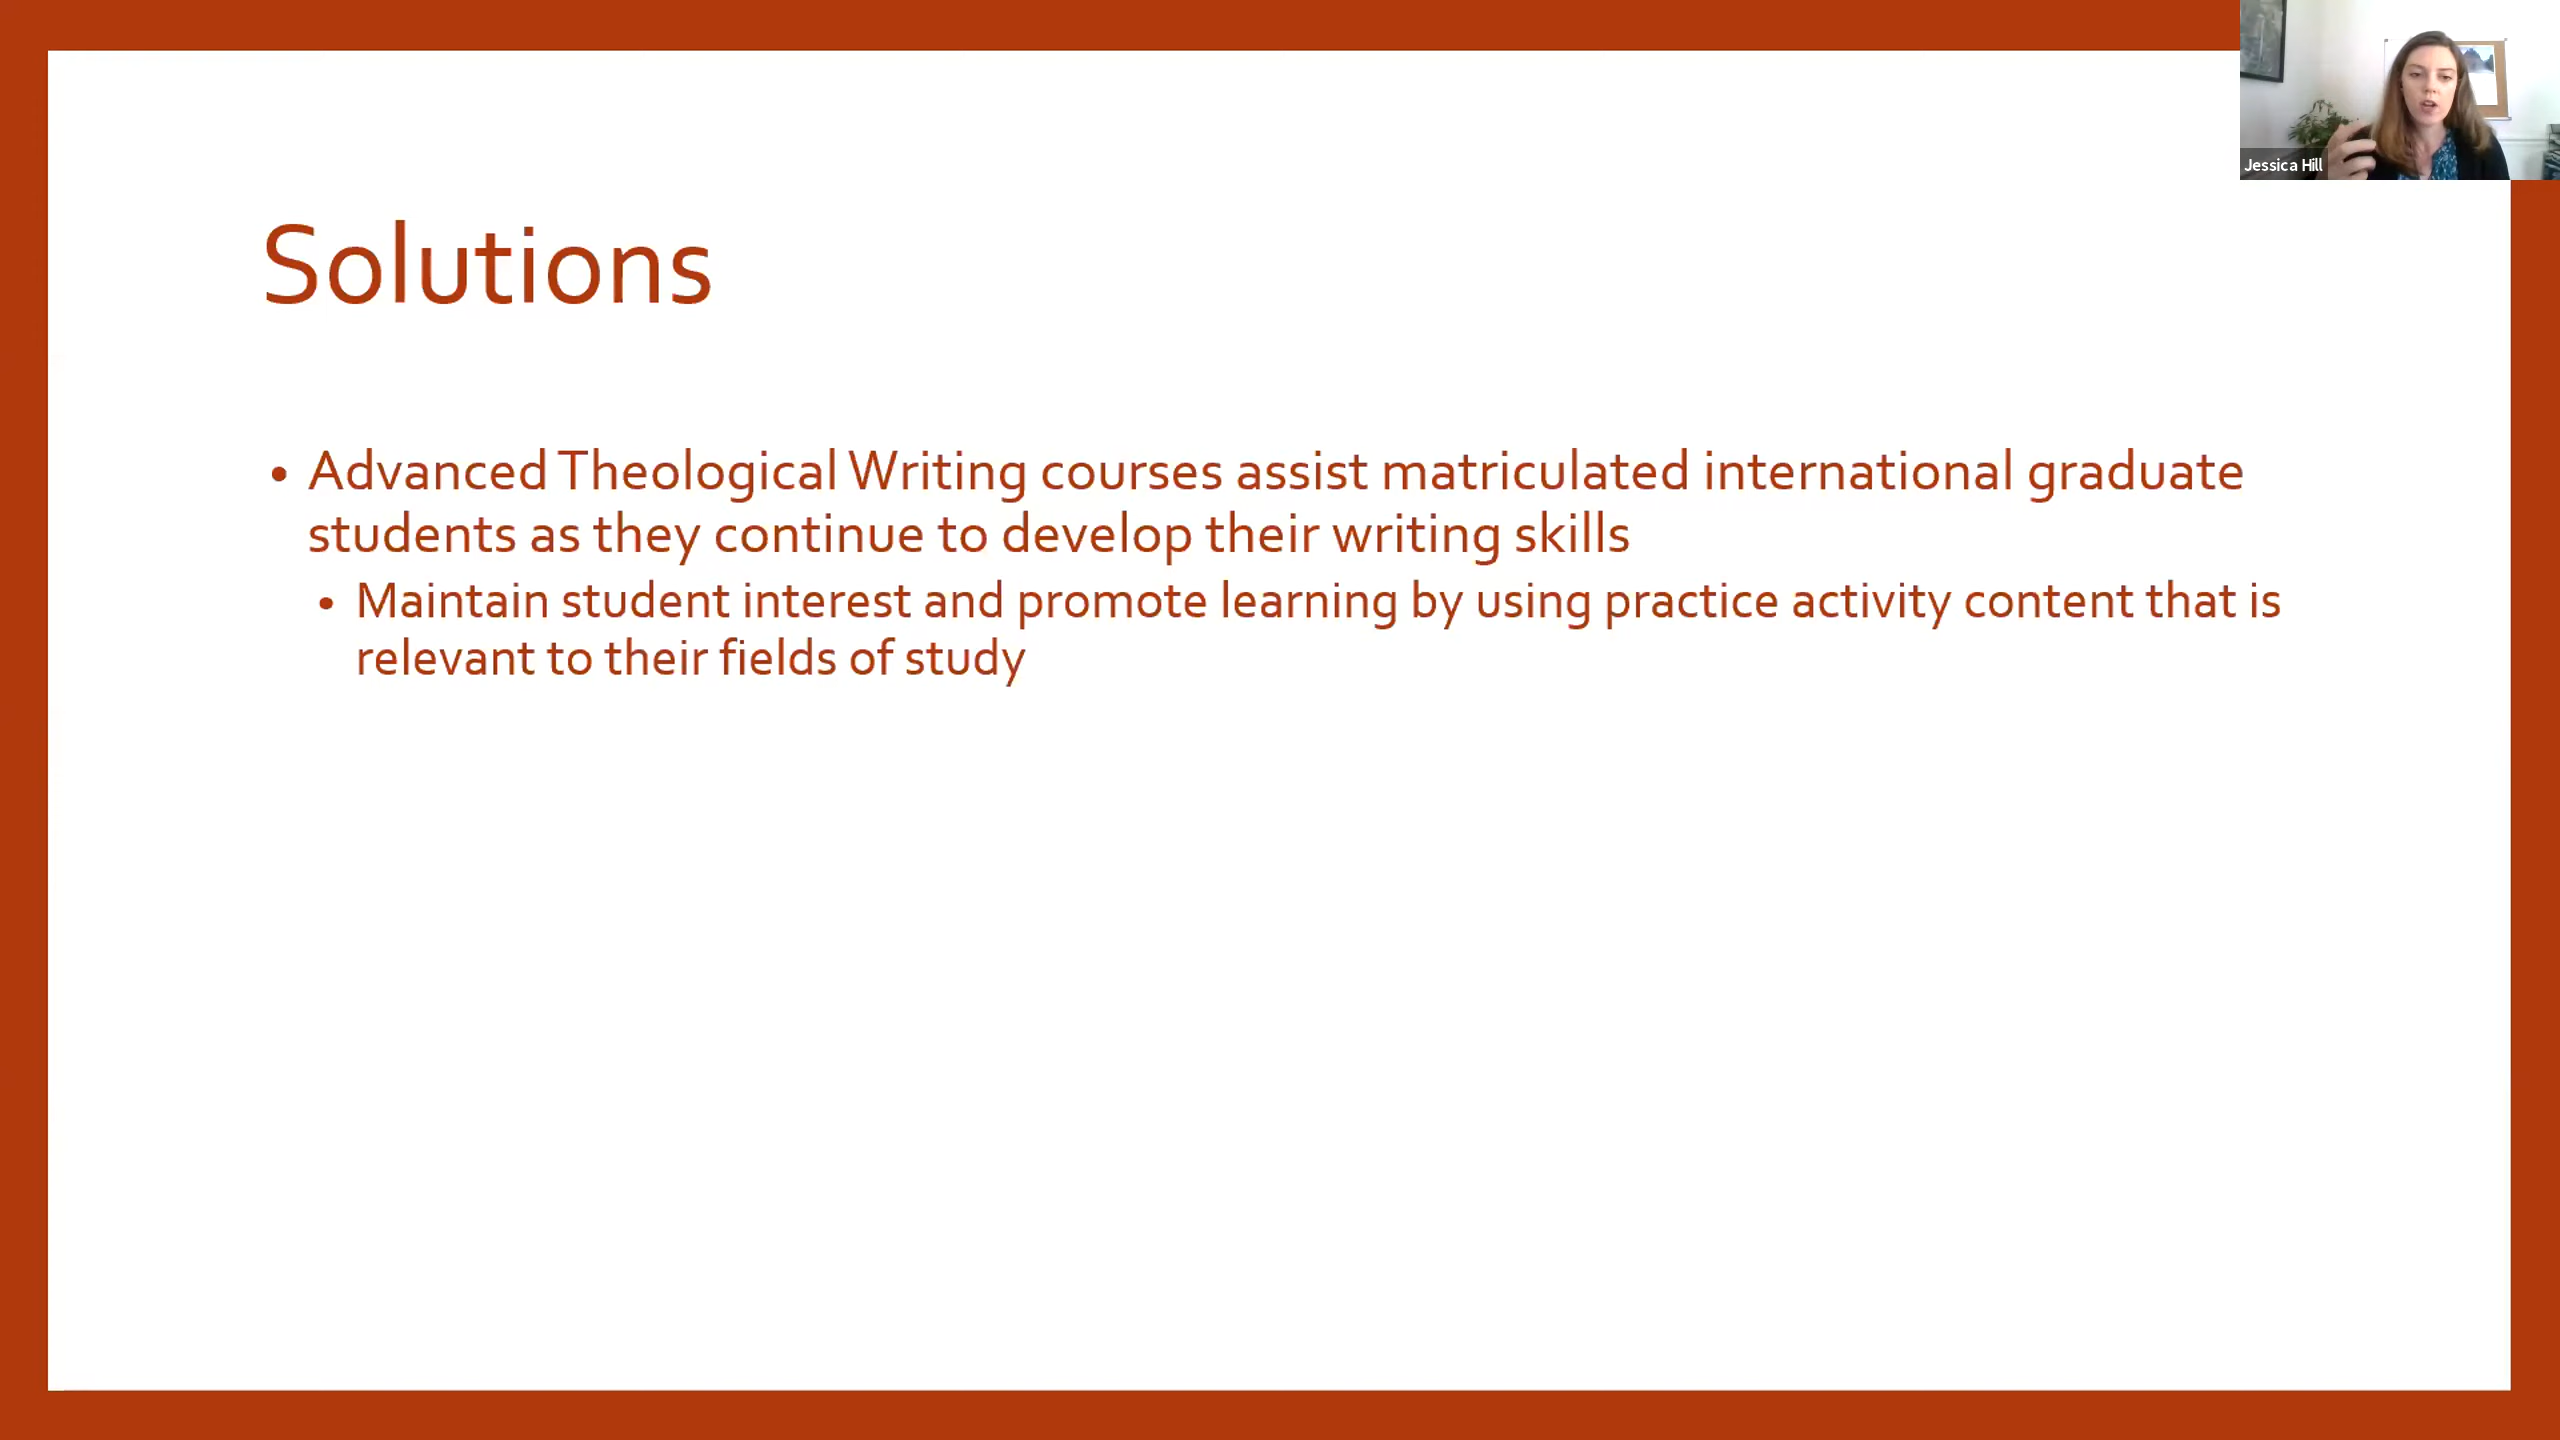 Jessica Hill
Solutions
• Advanced Theological Writing courses assist matriculated international graduate
students as they continue to develop their writing skills
• Maintain student interest and promote learning by using practice activity content that is
relevant to their fields of study